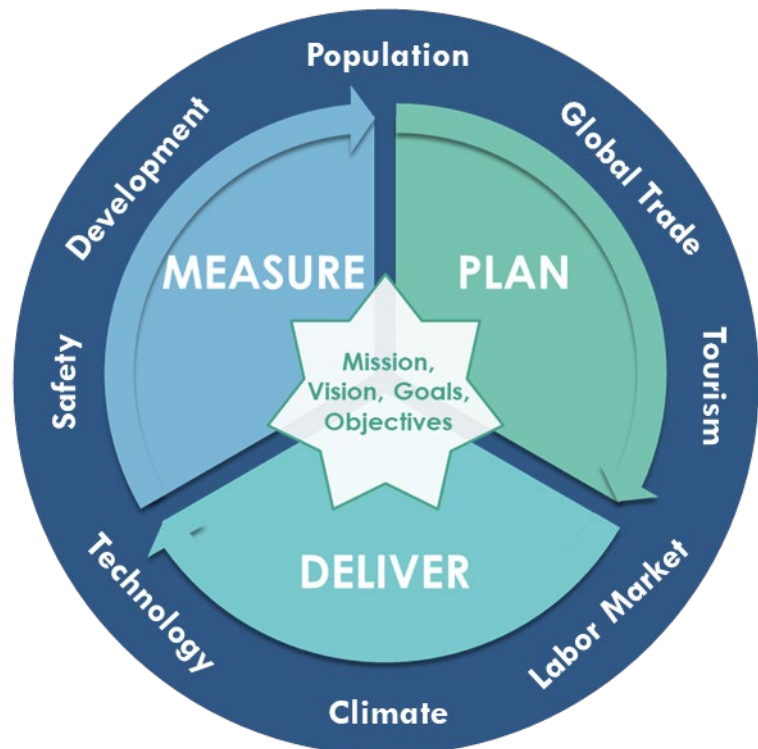 Population
Global Trade
Tourism
Labor Market
Climate
Technology
Safety
Development
MEASURE
PLAN
DELIVER
Mission,
Vision, Goals,
Objectives